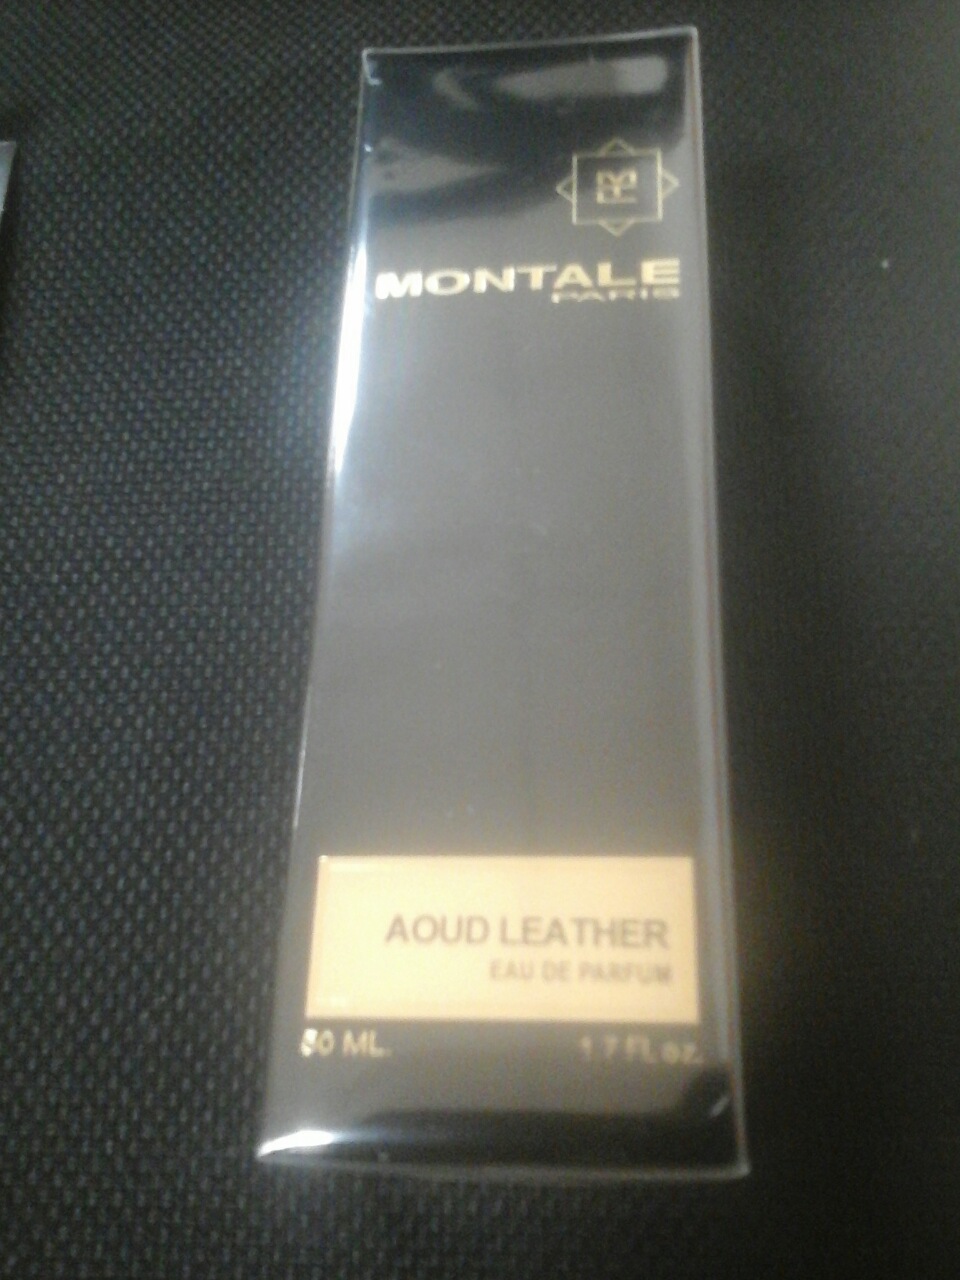 MONTALE
PARIS
AOUD LEATHER
EAU DE PARFUM
50 ML. 1.7 FL oz.